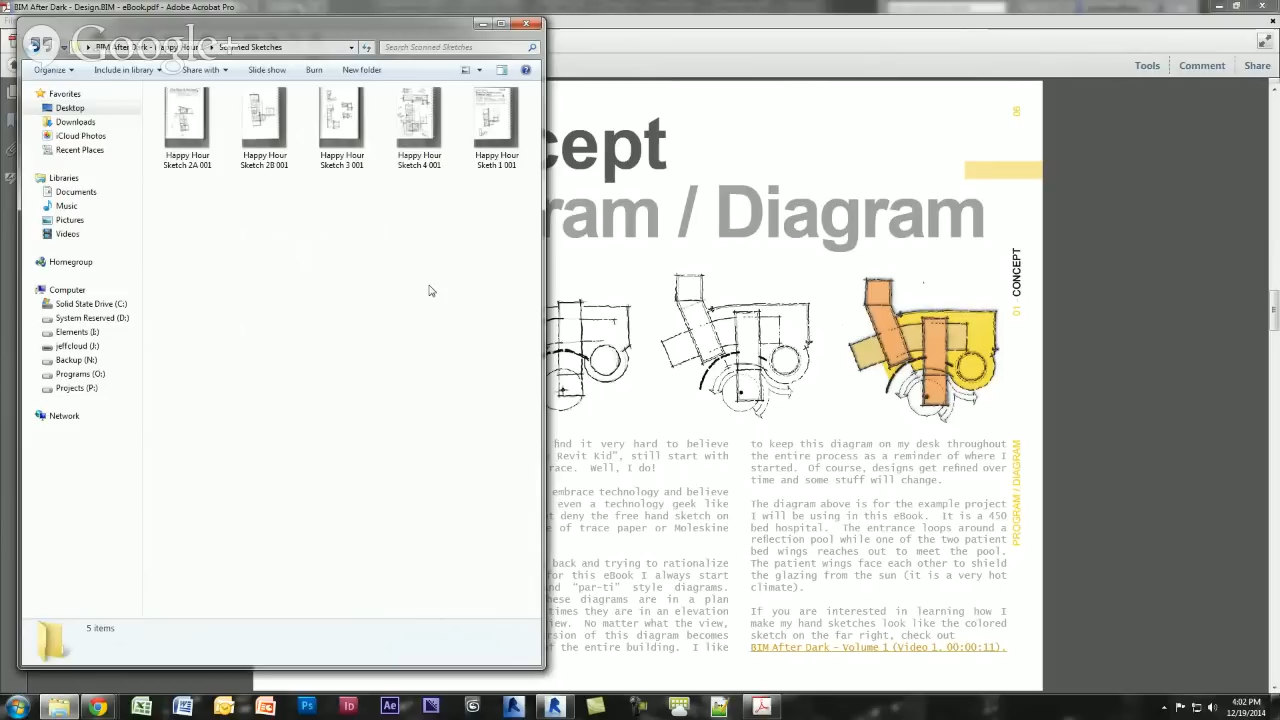 BIM After Dark - Design.BIM - eBook.pdf - Adobe Acrobat Pro
Google+
BIM After Dark - Happy Hour
Scanned Sketches
Search Scanned Sketches
Organize
Include in library
Share with
Slide show
Burn
New folder
Tools
Comment
Share
Favorites
Desktop
Downloads
iCloud Photos
Recent Places
Libraries
Documents
Music
Pictures
Videos
Homegroup
Computer
Solid State Drive (C:)
System Reserved (D:)
Elements (I:)
jeffcloud (J:)
Backup (N:)
Programs (O:)
Projects (P:)
Network
Happy Hour Sketch 2A 001
Happy Hour Sketch 2B 001
Happy Hour Sketch 3 001
Happy Hour Sketch 4 001
Happy Hour Sketh 1 001
5 items
cept
ram / Diagram
06
01
CONCEPT
PROGRAM / DIAGRAM
find it very hard to believe
Revit Kid", still start with
race. Well, I do!
embrace technology and believe
even a technology geek like
t deny the free hand sketch on
e of trace paper or Moleskine
back and trying to rationalize
for this eBook I always start
nd "par-ti" style diagrams.
hese diagrams are in a plan
times they are in an elevation
iew. No matter what the view,
rsion of this diagram becomes
f the entire building. I like
to keep this diagram on my desk throughout
the entire process as a reminder of where I
started. Of course, designs get refined over
time and some stuff will change.
The diagram above is for the example project
I will be using in this eBook. It is a 450
bed hospital. The entrance loops around a
reflection pool while one of the two patient
bed wings reaches out to meet the pool.
The patient wings face each other to shield
the glazing from the sun (it is a very hot
climate).
If you are interested in learning how I
make my hand sketches look like the colored
sketch on the far right, check out
BIM After Dark - Volume 1 (Video 1, 00:00:11).
Ps
Id
Ae
4:02 PM
12/19/2014